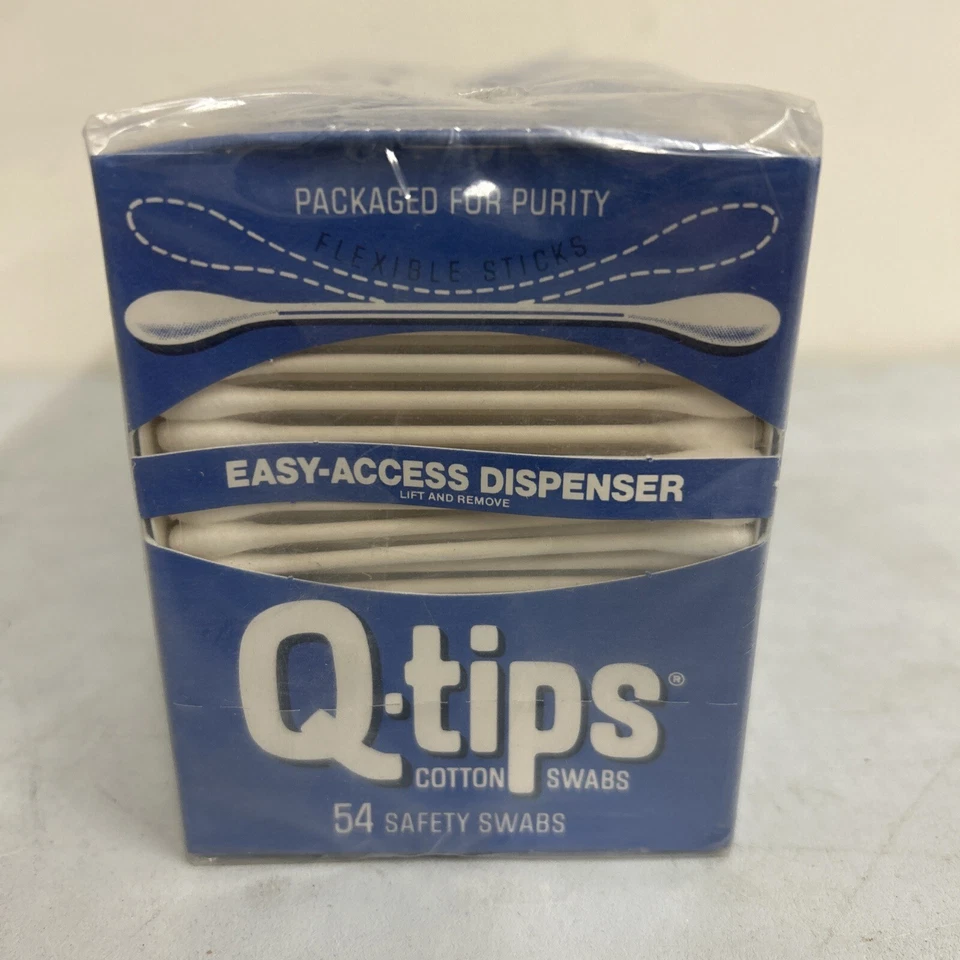 PACKAGED FOR PURITY
FLEXIBLE STICKS
EASY-ACCESS DISPENSER
LIFT AND REMOVE
Q-tips®
COTTON SWABS
54 SAFETY SWABS